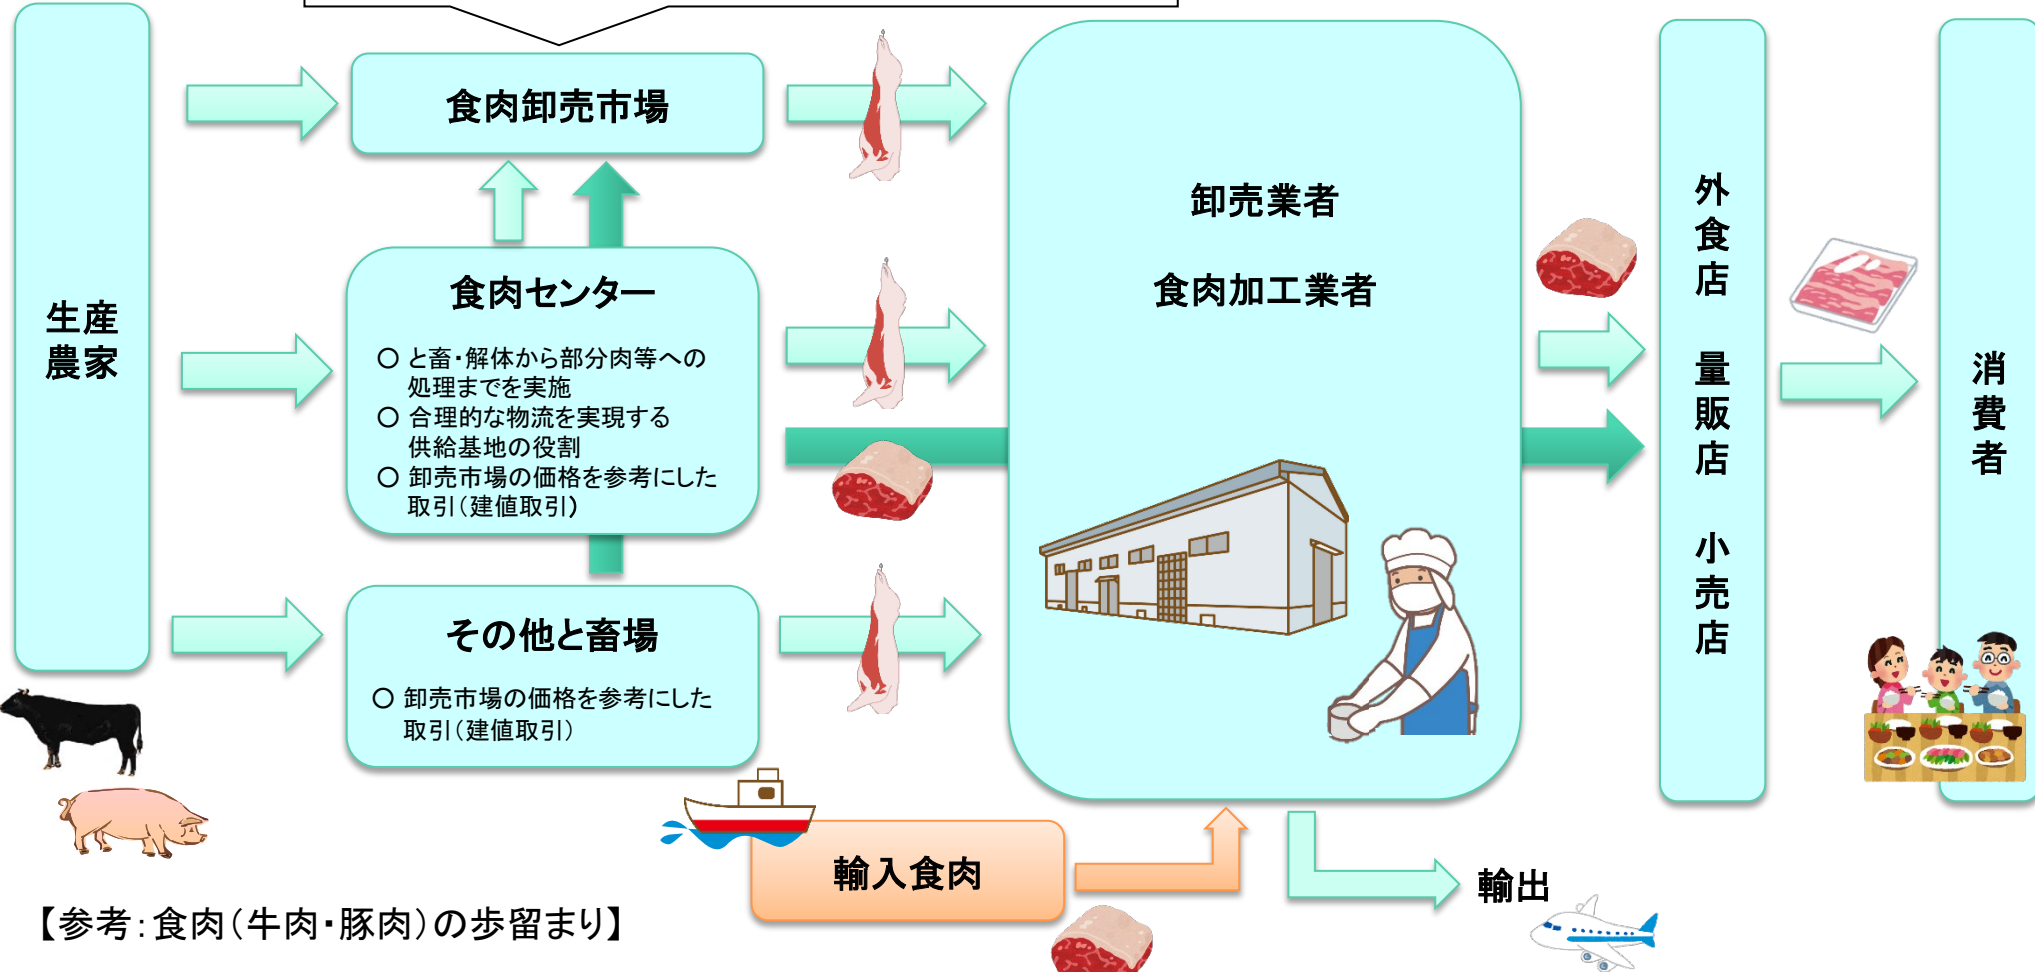 生産
農家
食肉卸売市場
食肉センター
〇 と畜・解体から部分肉等への
処理までを実施
〇 合理的な物流を実現する
供給基地の役割
〇 卸売市場の価格を参考にした
取引（建値取引）
その他と畜場
〇 卸売市場の価格を参考にした
取引（建値取引）
卸売業者
食肉加工業者
外食店　量販店　小売店
消費者
輸入食肉
輸出
【参考：食肉（牛肉・豚肉）の歩留まり】